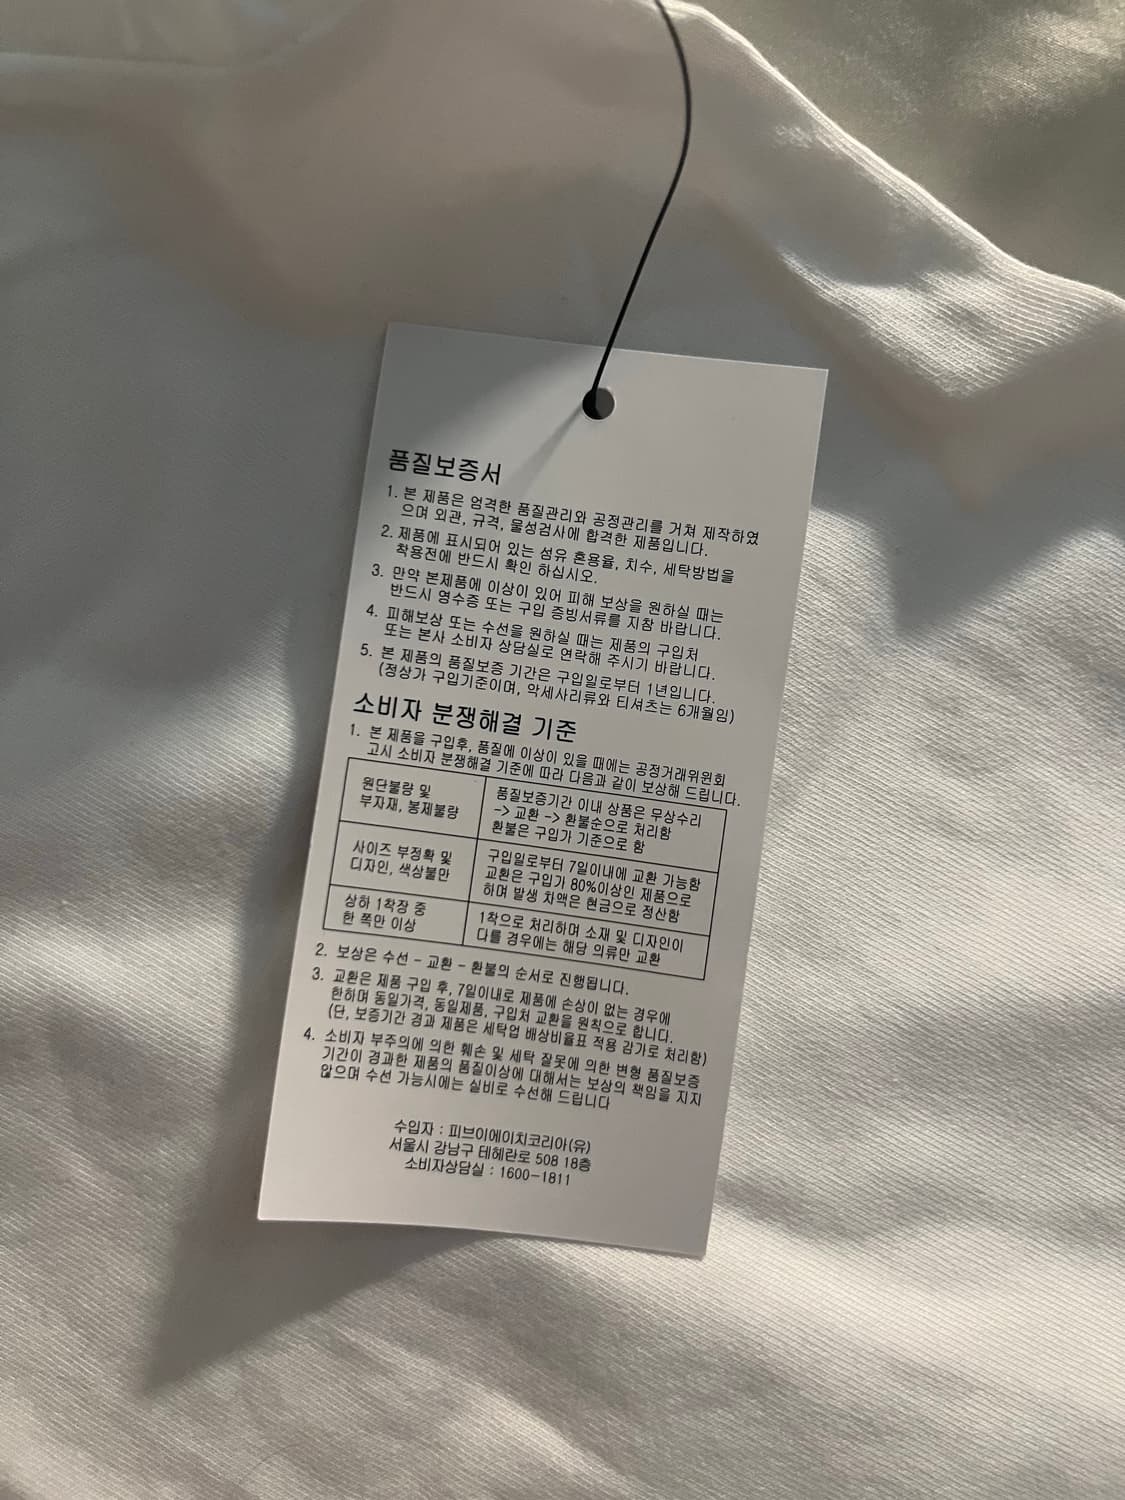 품질보증서
1. 본 제품은 엄격한 품질관리와 공정관리를 거쳐 제작하였
으며 외관, 규격, 물성검사에 합격한 제품입니다.
2. 제품에 표시되어 있는 섬유 혼용율, 치수, 세탁방법을
착용전에 반드시 확인 하십시오.
3. 만약 본제품에 이상이 있어 피해 보상을 원하실 때는
반드시 영수증 또는 구입 증빙서류를 지참 바랍니다.
4. 피해보상 또는 수선을 원하실 때는 제품의 구입처
또는 본사 소비자 상담실로 연락해 주시기 바랍니다.
5. 본 제품의 품질보증 기간은 구입일로부터 1년입니다.
(정상가 구입기준이며, 악세사리류와 티셔츠는 6개월임)
소비자 분쟁해결 기준
1. 본 제품을 구입후, 품질에 이상이 있을 때에는 공정거래위원회
고시 소비자 분쟁해결 기준에 따라 다음과 같이 보상해 드립니다.
원단불량 및
부자재, 봉제불량
품질보증기간 이내 상품은 무상수리
-> 교환 -> 환불순으로 처리함
환불은 구입가 기준으로 함
사이즈 부정확 및
디자인, 색상불만
구입일로부터 7일이내에 교환 가능함
교환은 구입가 80%이상인 제품으로
하며 발생 차액은 현금으로 정산함
상하 1착장 중
한 쪽만 이상
1착으로 처리하며 소재 및 디자인이
다를 경우에는 해당 의류만 교환
2. 보상은 수선 - 교환 - 환불의 순서로 진행됩니다.
3. 교환은 제품 구입 후, 7일이내로 제품에 손상이 없는 경우에
한하며 동일가격, 동일제품, 구입처 교환을 원칙으로 합니다.
(단, 보증기간 경과 제품은 세탁업 배상비율표 적용 감가로 처리함)
4. 소비자 부주의에 의한 훼손 및 세탁 잘못에 의한 변형 품질보증
기간이 경과한 제품의 품질이상에 대해서는 보상의 책임을 지지
않으며 수선 가능시에는 실비로 수선해 드립니다
수입자 : 피브이에이치코리아(유)
서울시 강남구 테헤란로 508 18층
소비자상담실 : 1600-1811